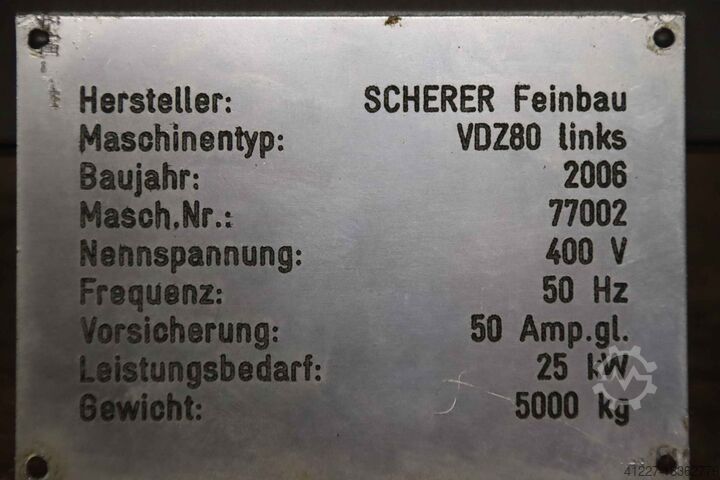 Hersteller: SCHERER Feinbau
Maschinentyp: VDZ80 links
Baujahr: 2006
Masch.Nr.: 77002
Nennspannung: 400 V
Frequenz: 50 Hz
Vorsicherung: 50 Amp.gl.
Leistungsbedarf: 25 kW
Gewicht: 5000 kg